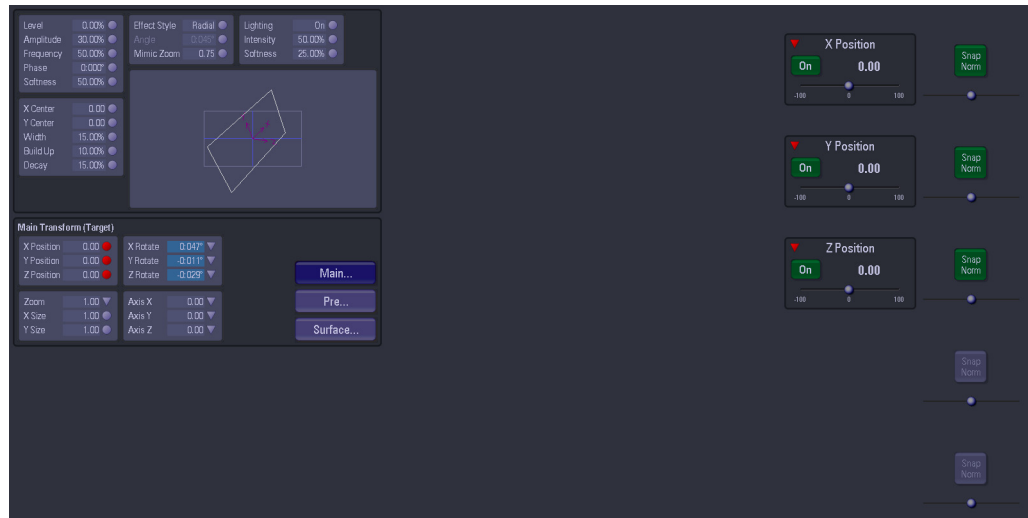 Level 0.00%
Amplitude 30.00%
Frequency 50.00%
Phase 0:000°
Softness 50.00%
Effect Style Radial
Angle 0:045°
Mimic Zoom 0.75
Lighting On
Intensity 50.00%
Softness 25.00%
X Center 0.00
Y Center 0.00
Width 15.00%
Build Up 10.00%
Decay 15.00%
Main Transform (Target)
X Position 0.00
Y Position 0.00
Z Position 0.00
X Rotate 0:047°
Y Rotate -0:011°
Z Rotate -0:029°
Zoom 1.00
X Size 1.00
Y Size 1.00
Axis X 0.00
Axis Y 0.00
Axis Z 0.00
Main...
Pre...
Surface...
X Position
On 0.00
-100 0 100
Snap
Norm
Y Position
On 0.00
-100 0 100
Snap
Norm
Z Position
On 0.00
-100 0 100
Snap
Norm
Snap
Norm
Snap
Norm